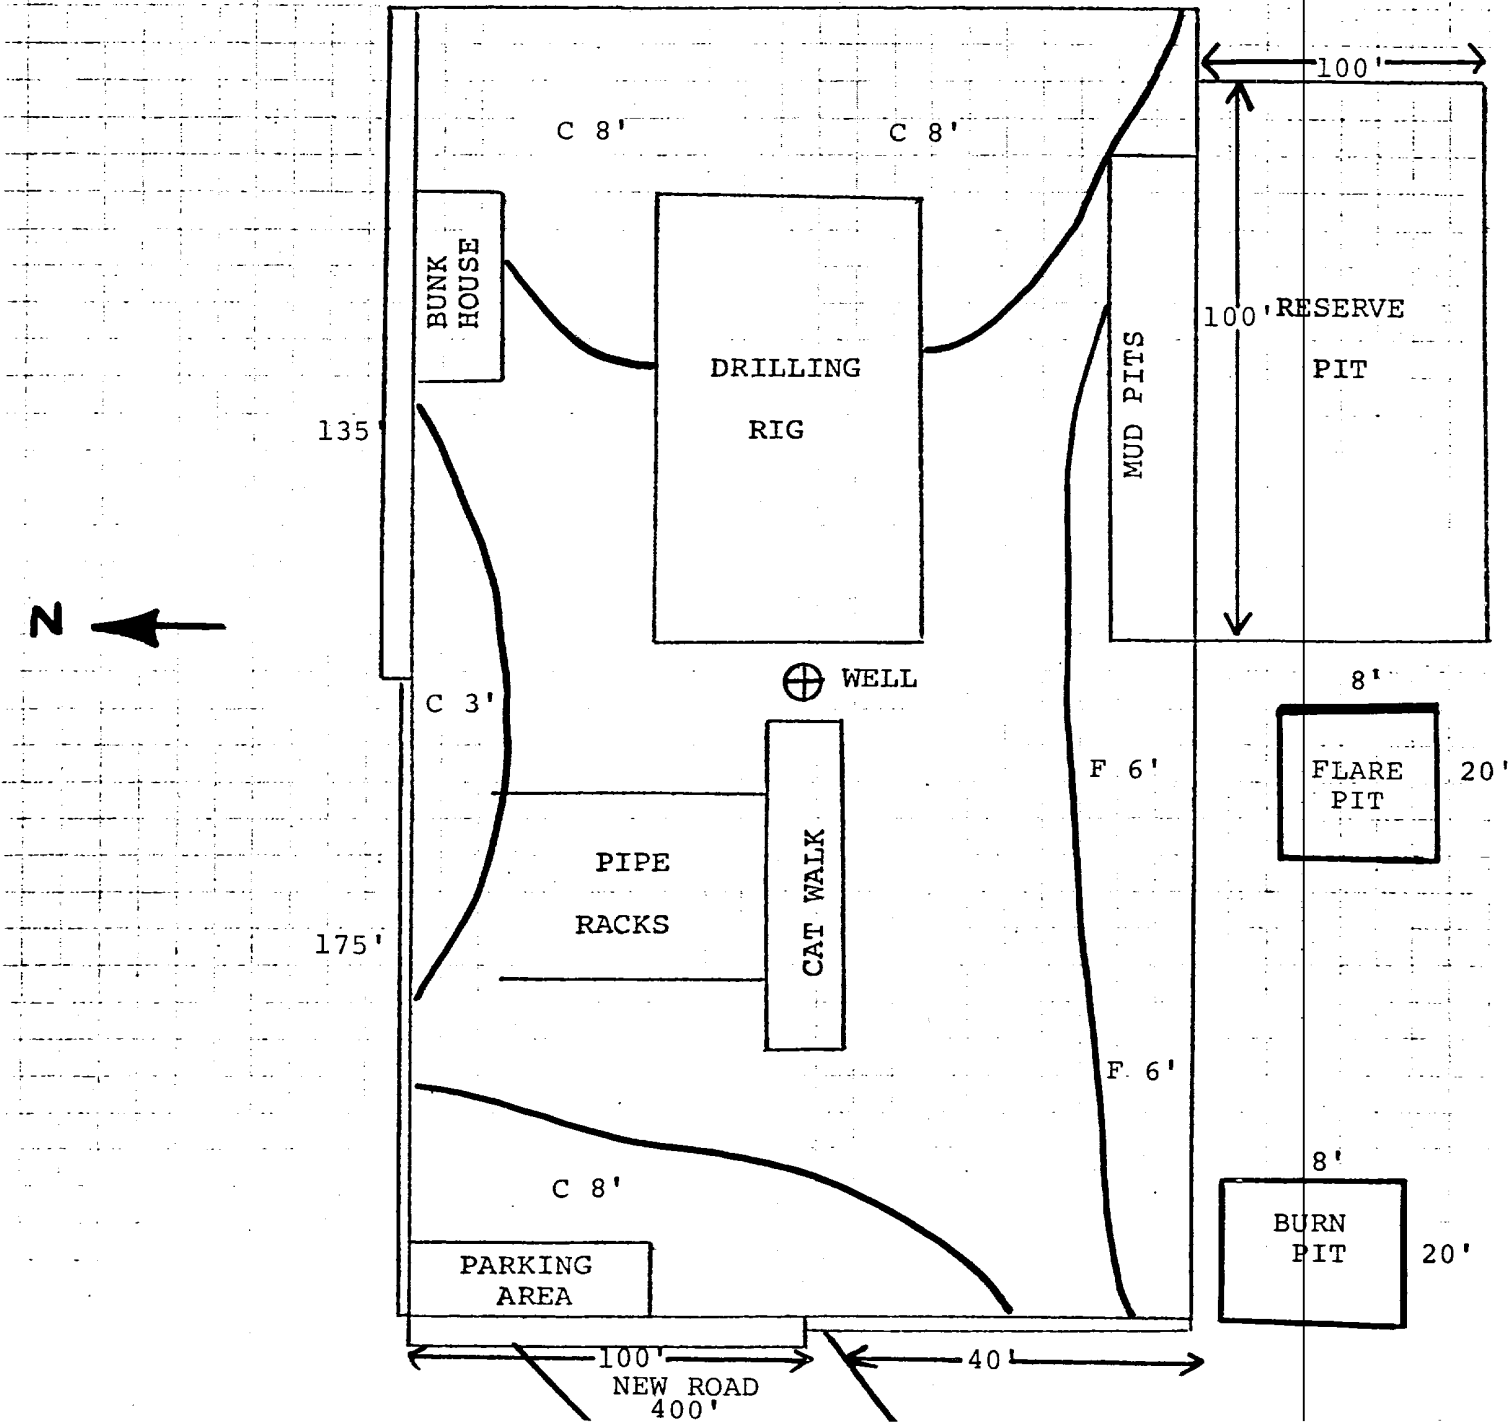 100'
C 8'
C 8'
BUNK
HOUSE
100'
RESERVE
PIT
DRILLING
RIG
MUD PITS
135'
N
WELL
8'
C 3'
F 6'
FLARE
PIT
20'
PIPE
RACKS
CAT WALK
175'
F 6'
8'
C 8'
BURN
PIT
20'
PARKING
AREA
100'
40'
NEW ROAD
400'